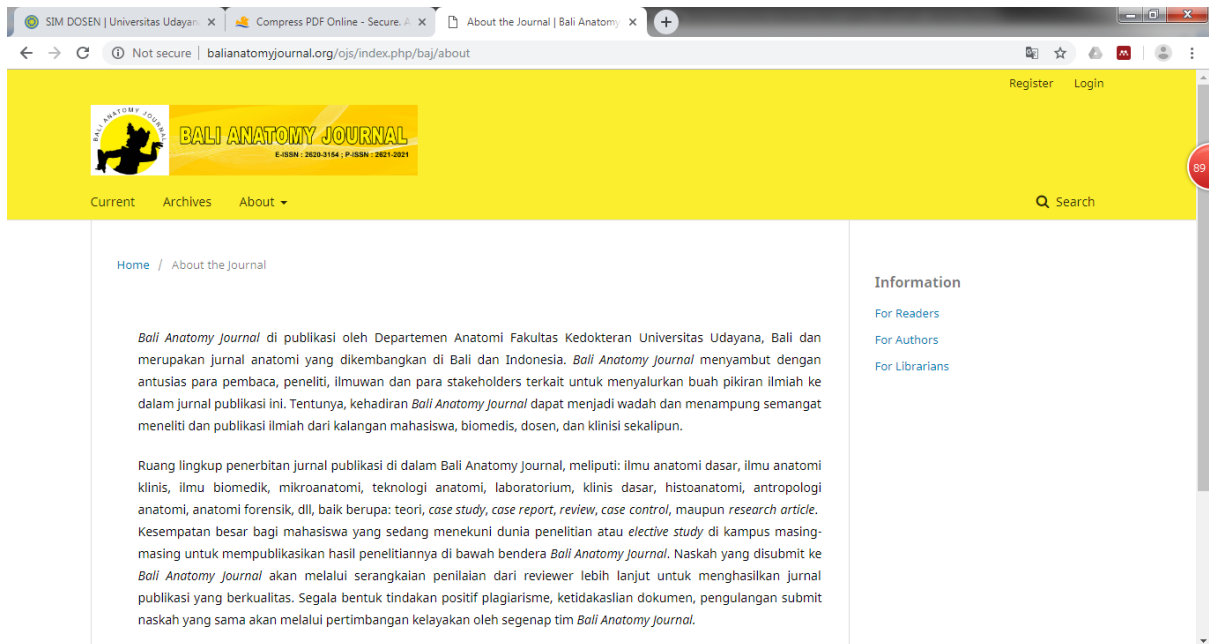 SIM DOSEN | Universitas Udayan
Compress PDF Online - Secure. A
About the Journal | Bali Anatomy
Not secure | balianatomyjournal.org/ojs/index.php/baj/about
Register Login
BALI ANATOMY JOURNAL
BALI ANATOMY JOURNAL
E-ISSN : 2620-3154 ; P-ISSN : 2621-2021
89
Current Archives About Search
Home / About the Journal
Bali Anatomy Journal di publikasi oleh Departemen Anatomi Fakultas Kedokteran Universitas Udayana, Bali dan
merupakan jurnal anatomi yang dikembangkan di Bali dan Indonesia. Bali Anatomy Journal menyambut dengan
antusias para pembaca, peneliti, ilmuwan dan para stakeholders terkait untuk menyalurkan buah pikiran ilmiah ke
dalam jurnal publikasi ini. Tentunya, kehadiran Bali Anatomy Journal dapat menjadi wadah dan menampung semangat
meneliti dan publikasi ilmiah dari kalangan mahasiswa, biomedis, dosen, dan klinisi sekalipun.
Ruang lingkup penerbitan jurnal publikasi di dalam Bali Anatomy Journal, meliputi: ilmu anatomi dasar, ilmu anatomi
klinis, ilmu biomedik, mikroanatomi, teknologi anatomi, laboratorium, klinis dasar, histoanatomi, antropologi
anatomi, anatomi forensik, dll, baik berupa: teori, case study, case report, review, case control, maupun research article.
Kesempatan besar bagi mahasiswa yang sedang menekuni dunia penelitian atau elective study di kampus masing-
masing untuk mempublikasikan hasil penelitiannya di bawah bendera Bali Anatomy Journal. Naskah yang disubmit ke
Bali Anatomy Journal akan melalui serangkaian penilaian dari reviewer lebih lanjut untuk menghasilkan jurnal
publikasi yang berkualitas. Segala bentuk tindakan positif plagiarisme, ketidakaslian dokumen, pengulangan submit
naskah yang sama akan melalui pertimbangan kelayakan oleh segenap tim Bali Anatomy Journal.
Information
For Readers
For Authors
For Librarians